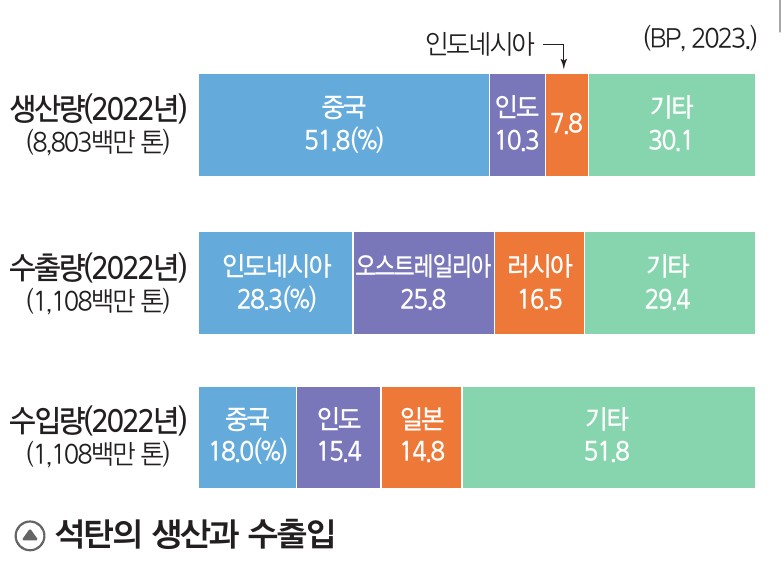 인도네시아
(BP, 2023.)
생산량(2022년)
(8,803백만 톤)
중국
51.8(%)
인도
10.3
7.8
기타
30.1
수출량(2022년)
(1,108백만 톤)
인도네시아
28.3(%)
오스트레일리아
25.8
러시아
16.5
기타
29.4
수입량(2022년)
(1,108백만 톤)
중국
18.0(%)
인도
15.4
일본
14.8
기타
51.8
석탄의 생산과 수출입